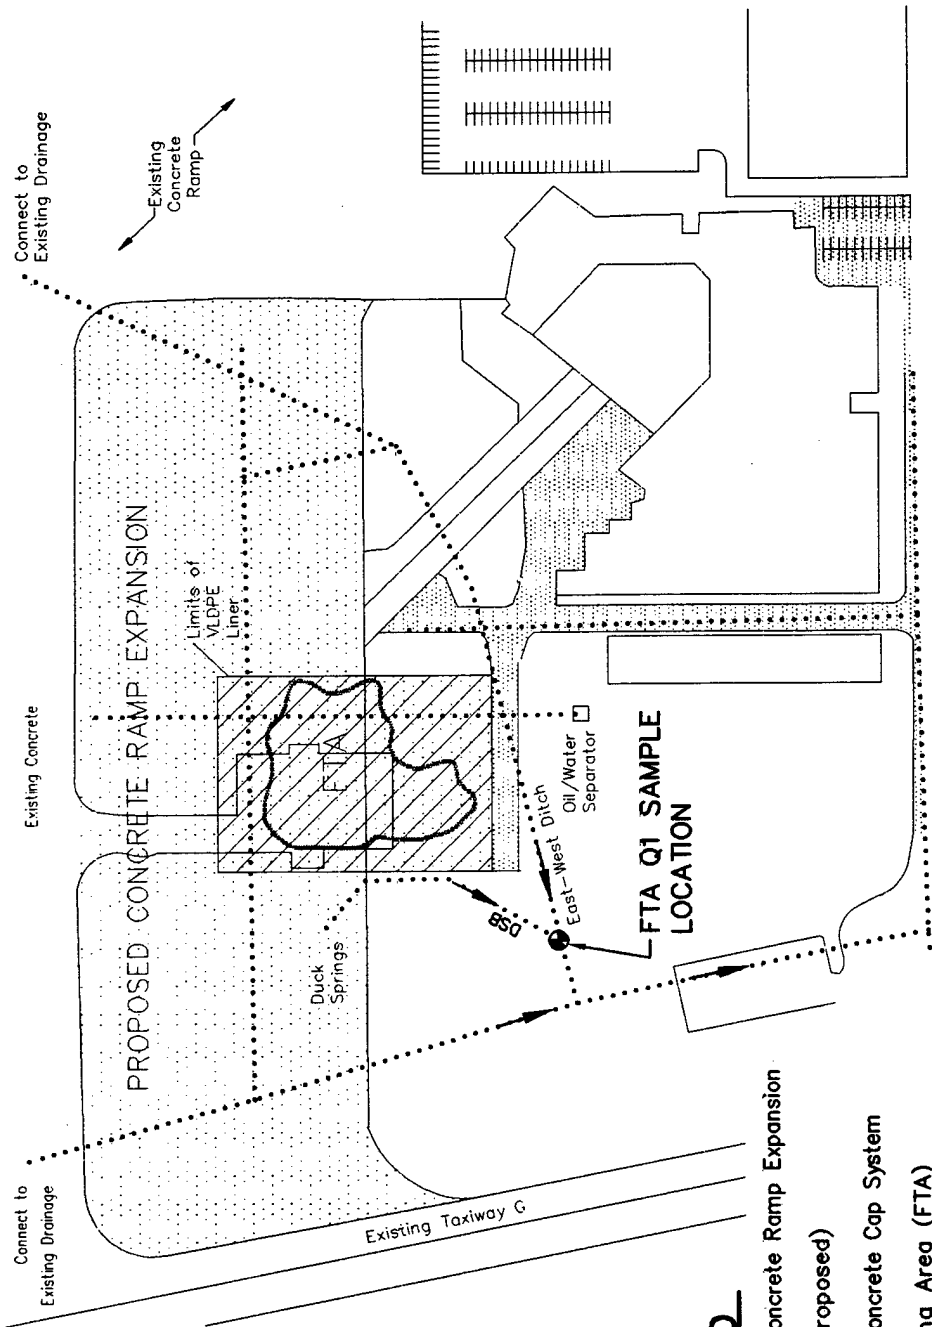 Connect to
Existing Drainage
Existing
Concrete
Ramp
Existing Concrete
PROPOSED CONCRETE RAMP EXPANSION
Limits of
VLDPE
Liner
FTA
Duck
Springs
DSB
East-West Ditch
Oil/Water
Separator
FTA Q1 SAMPLE
LOCATION
Connect to
Existing Drainage
Existing Taxiway G
oncrete Ramp Expansion
roposed)
oncrete Cap System
ng Area (FTA)